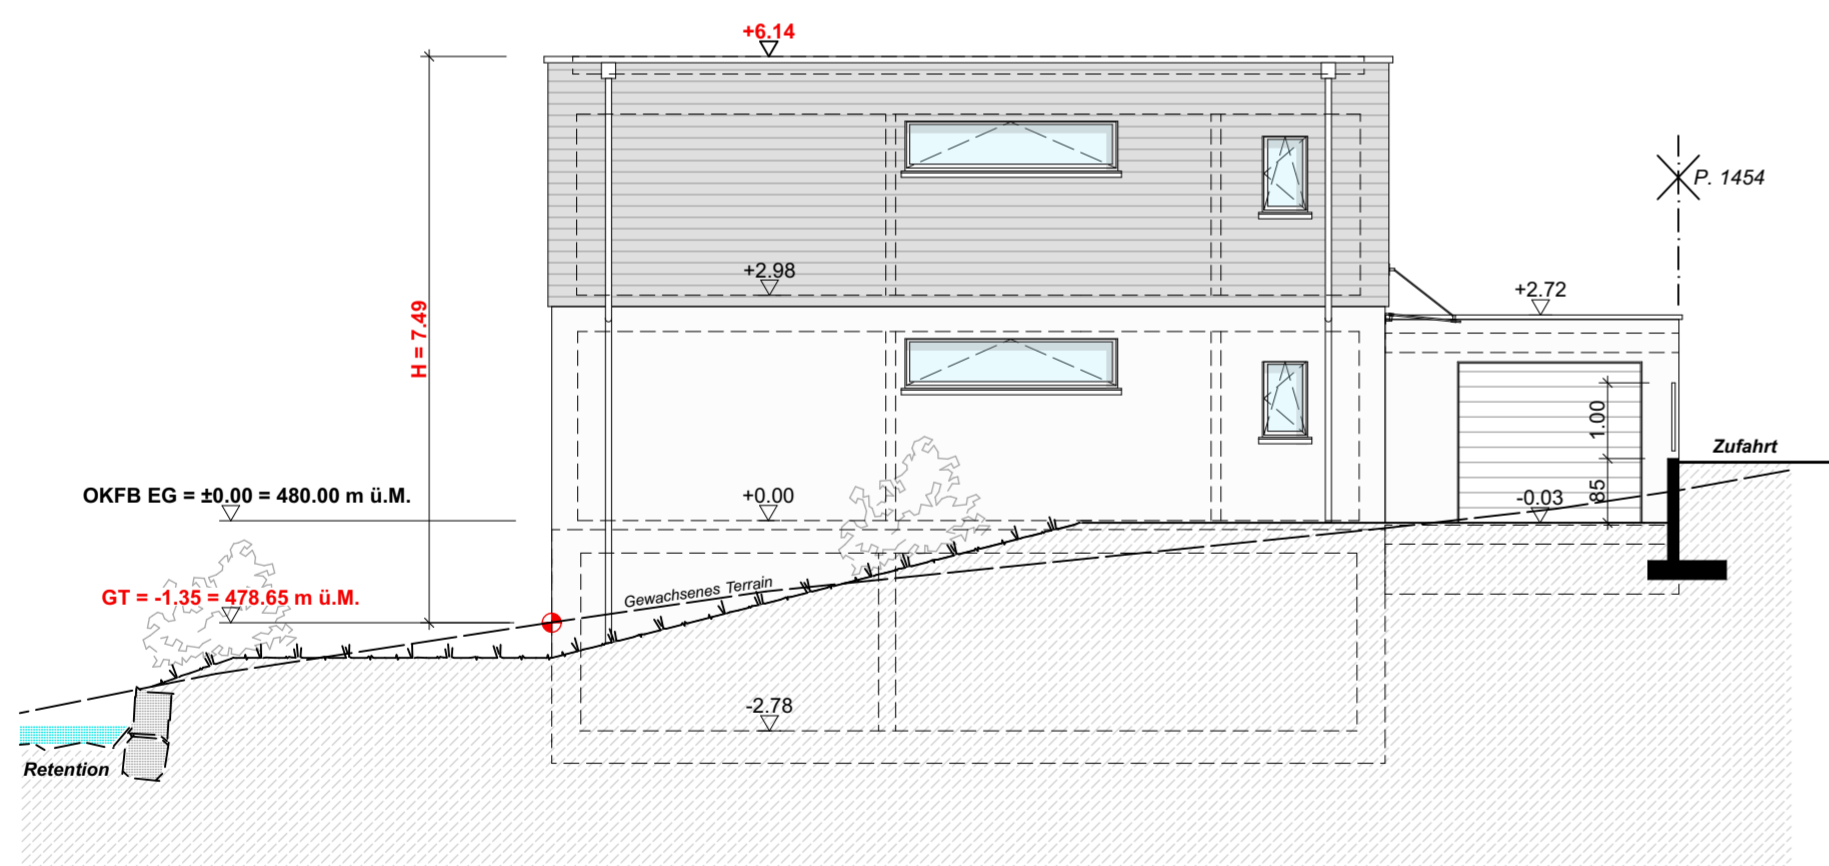 +6.14
P. 1454
+2.98
+2.72
H = 7.49
1.00
Zufahrt
OKFB EG = ±0.00 = 480.00 m ü.M.
+0.00
-0.03
85
Gewachsenes Terrain
GT = -1.35 = 478.65 m ü.M.
-2.78
Retention